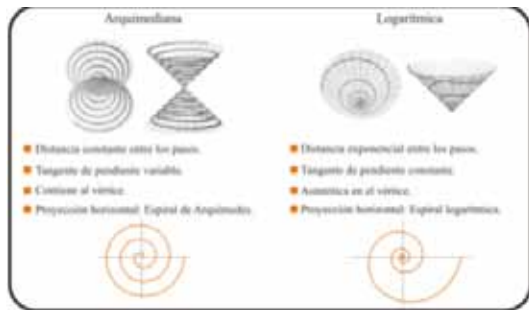 Arquimediana
Distancia constante entre los pasos.
Tangente de pendiente variable.
Contiene al vértice.
Proyección horizontal: Espiral de Arquímedes.
Logarítmica
Distancia exponencial entre los pasos.
Tangente de pendiente constante.
Asintótica en el vértice.
Proyección horizontal: Espiral logarítmica.